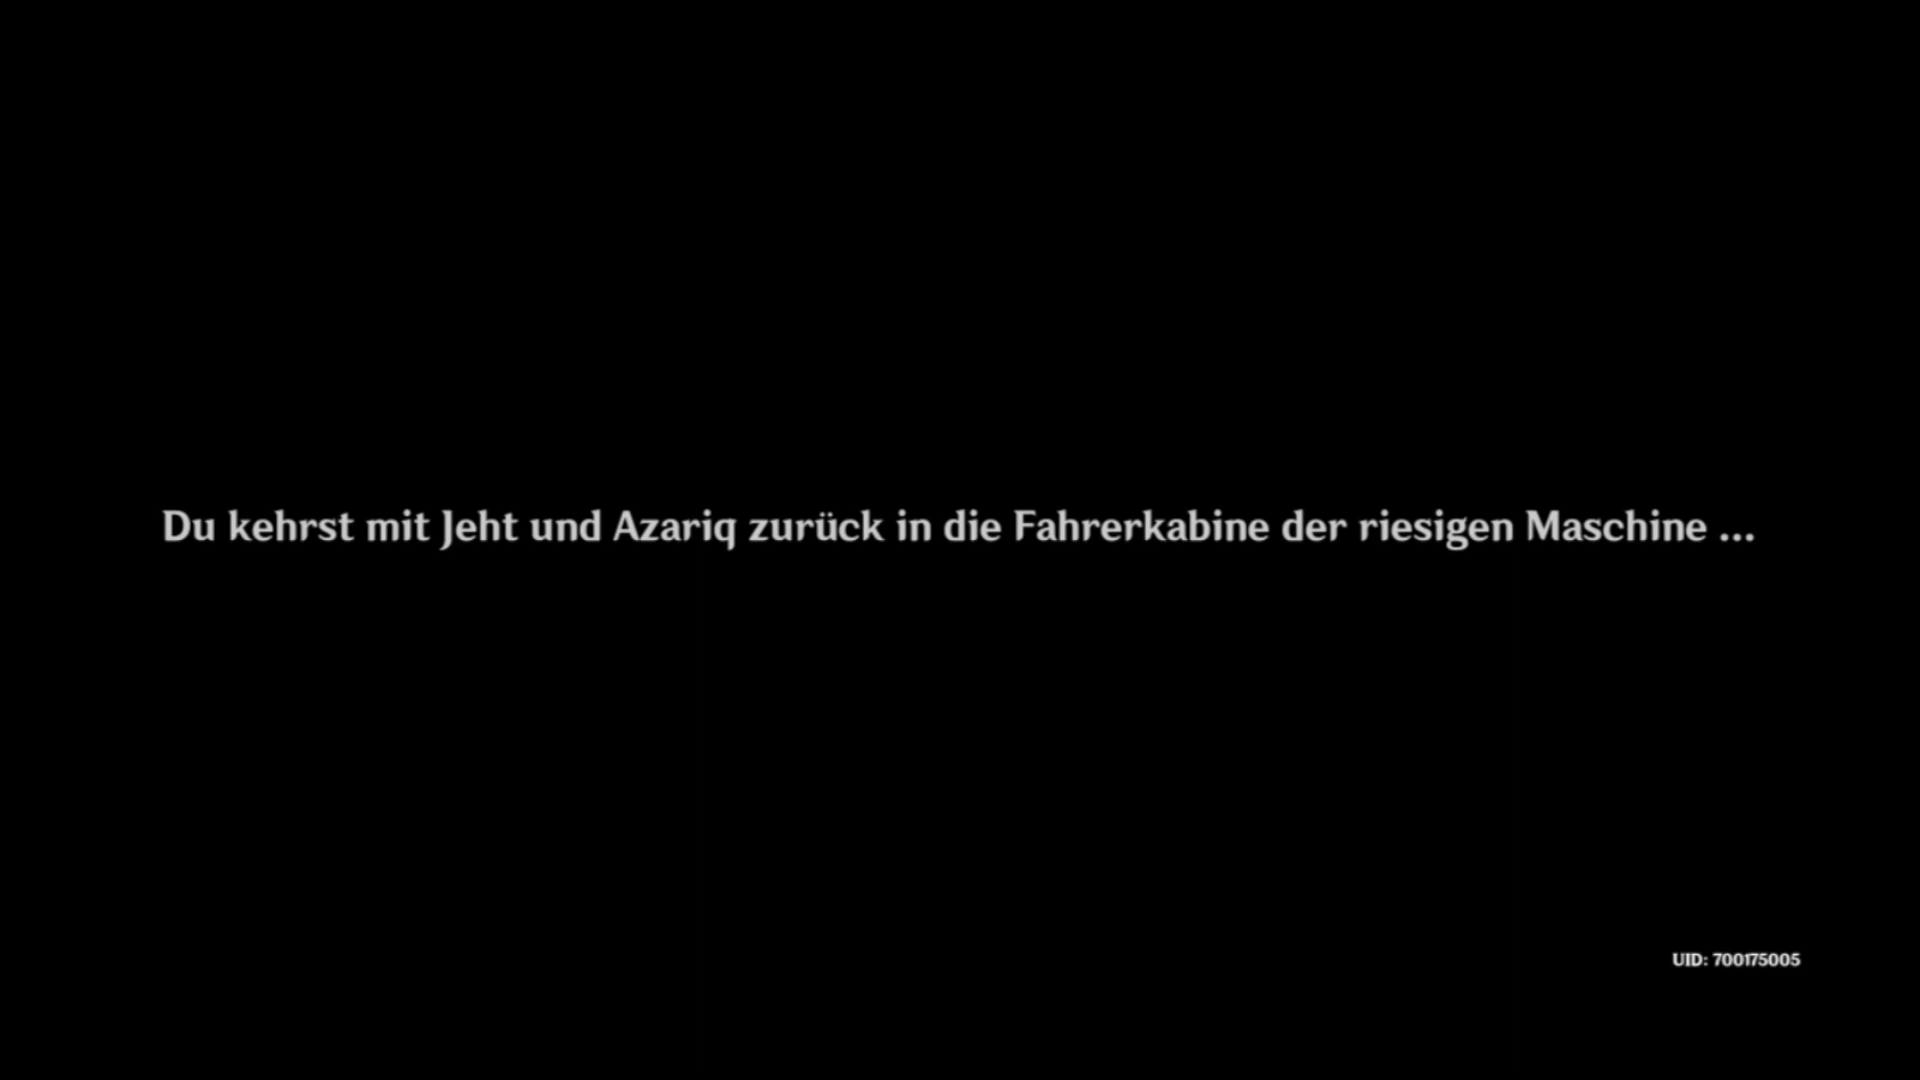 Du kehrst mit Jeht und Azariq zurück in die Fahrerkabine der riesigen Maschine ...
UID: 700175005